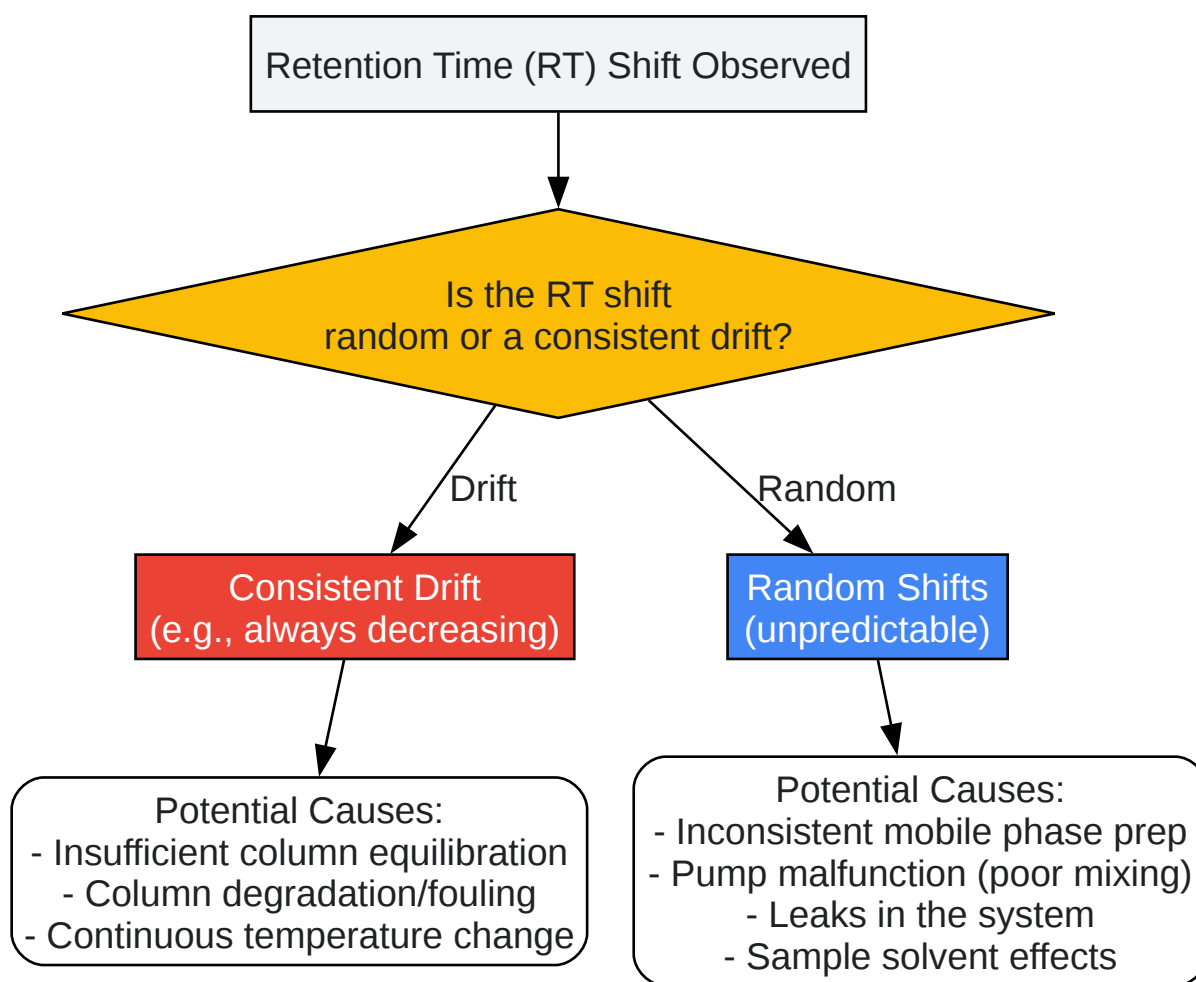 Retention Time (RT) Shift Observed
Is the RT shift
random or a consistent drift?
Drift
Random
Consistent Drift
(e.g., always decreasing)
Random Shifts
(unpredictable)
Potential Causes:
- Insufficient column equilibration
- Column degradation/fouling
- Continuous temperature change
Potential Causes:
- Inconsistent mobile phase prep
- Pump malfunction (poor mixing)
- Leaks in the system
- Sample solvent effects